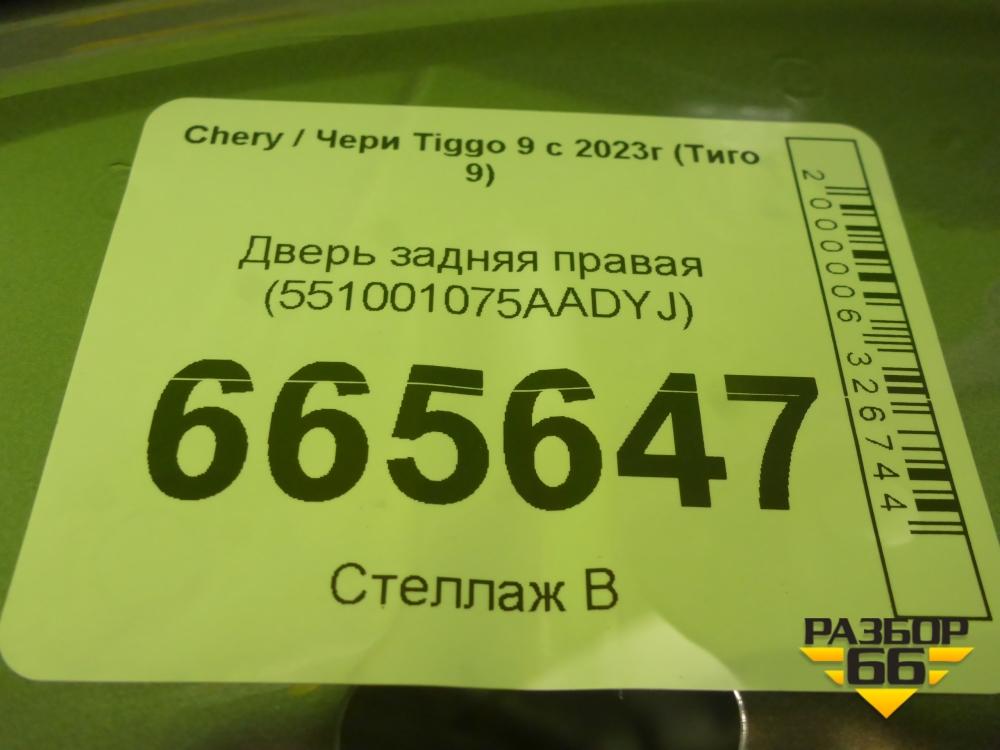 Chery / Чери Tiggo 9 с 2023г (Тиго
9)
Дверь задняя правая
(551001075AADYJ)
665647
Стеллаж В
2000006326744
РАЗБОР
66